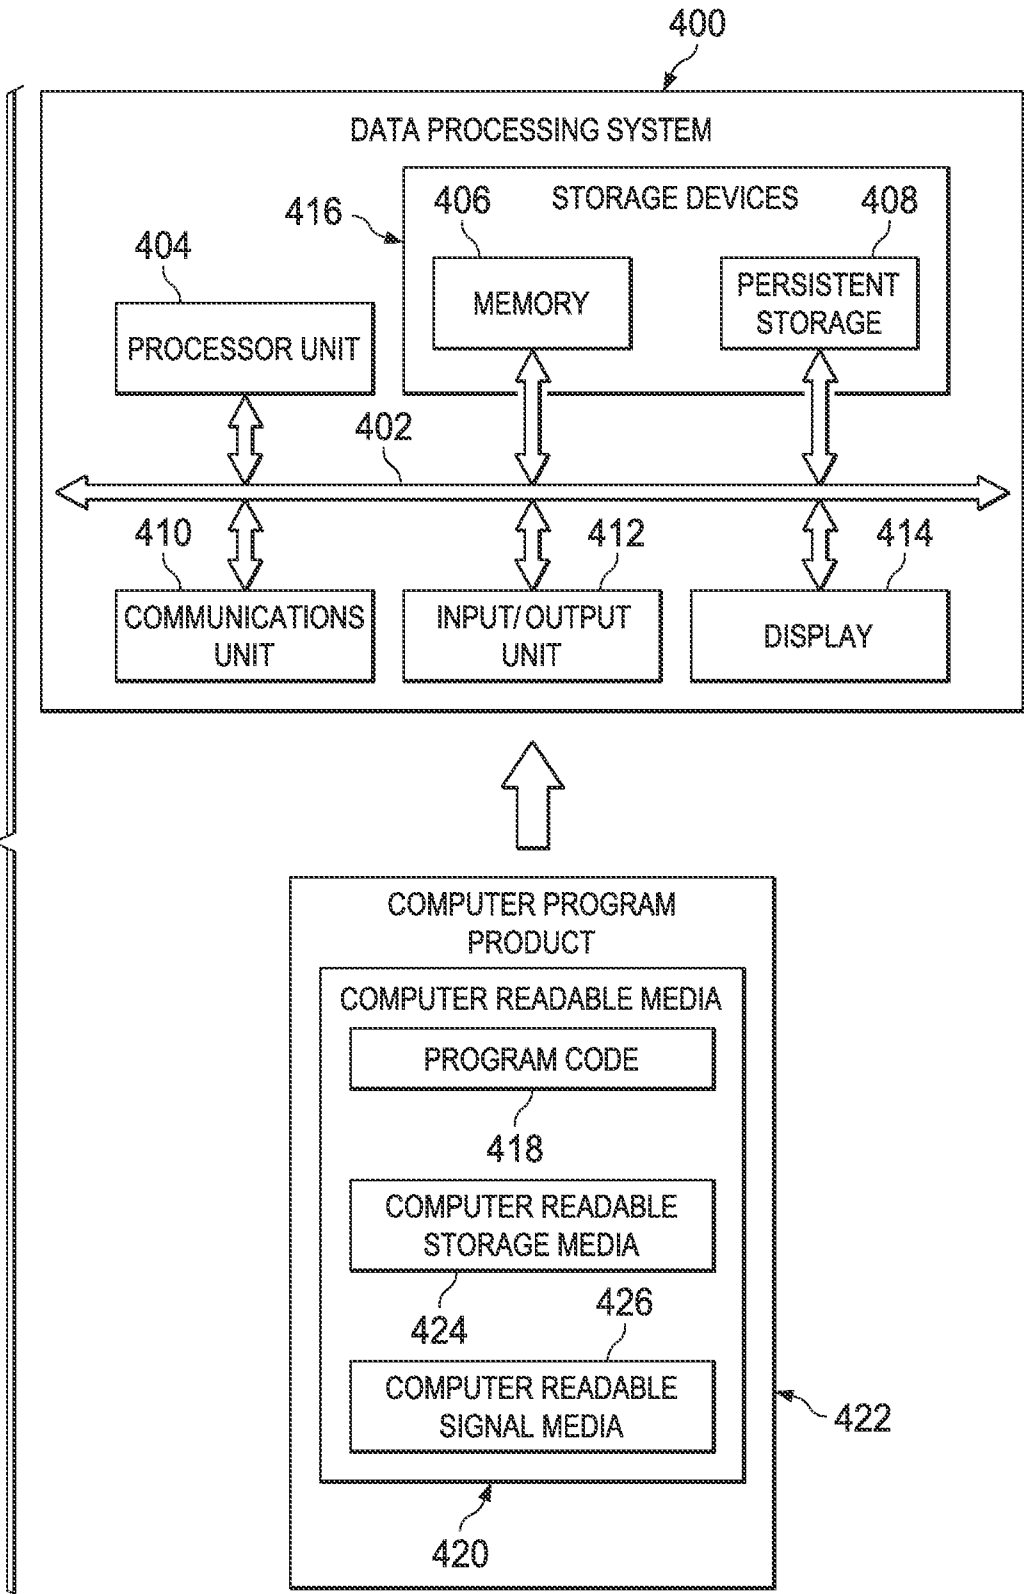 400
DATA PROCESSING SYSTEM
416
406
STORAGE DEVICES
408
404
MEMORY
PERSISTENT
STORAGE
PROCESSOR UNIT
402
410
412
414
COMMUNICATIONS
UNIT
INPUT/OUTPUT
UNIT
DISPLAY
COMPUTER PROGRAM
PRODUCT
COMPUTER READABLE MEDIA
PROGRAM CODE
418
COMPUTER READABLE
STORAGE MEDIA
424
426
COMPUTER READABLE
SIGNAL MEDIA
422
420